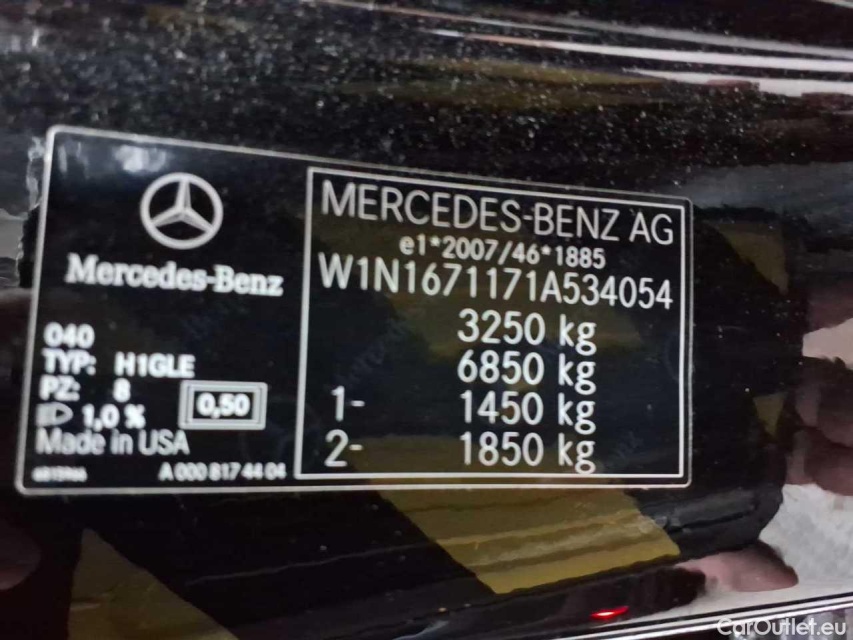 Mercedes-Benz
040
TYP: H1GLE
PZ: 8
1,0 %
0,50
Made in USA
A 000 817 44 04
MERCEDES-BENZ AG
e1*2007/46*1885
W1N1671171A534054
3250 kg
6850 kg
1- 1450 kg
2- 1850 kg
CarOutlet.eu